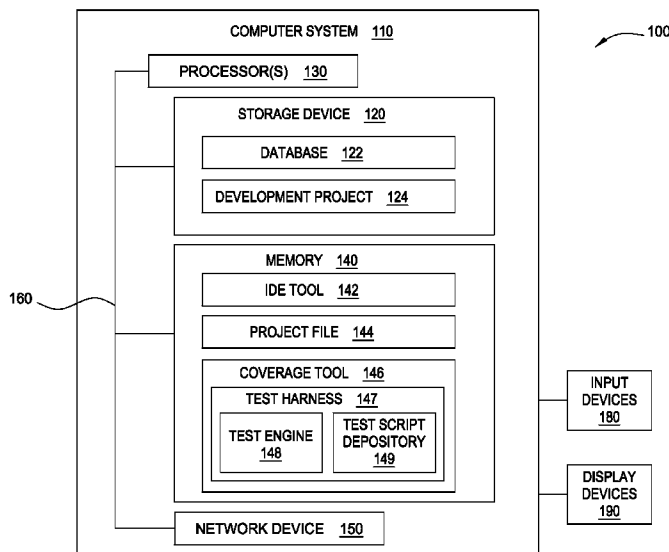 COMPUTER SYSTEM 110
100
PROCESSOR(S) 130
STORAGE DEVICE 120
DATABASE 122
DEVELOPMENT PROJECT 124
MEMORY 140
IDE TOOL 142
160
PROJECT FILE 144
COVERAGE TOOL 146
TEST HARNESS 147
TEST ENGINE
148
TEST SCRIPT
DEPOSITORY
149
INPUT
DEVICES
180
DISPLAY
DEVICES
190
NETWORK DEVICE 150